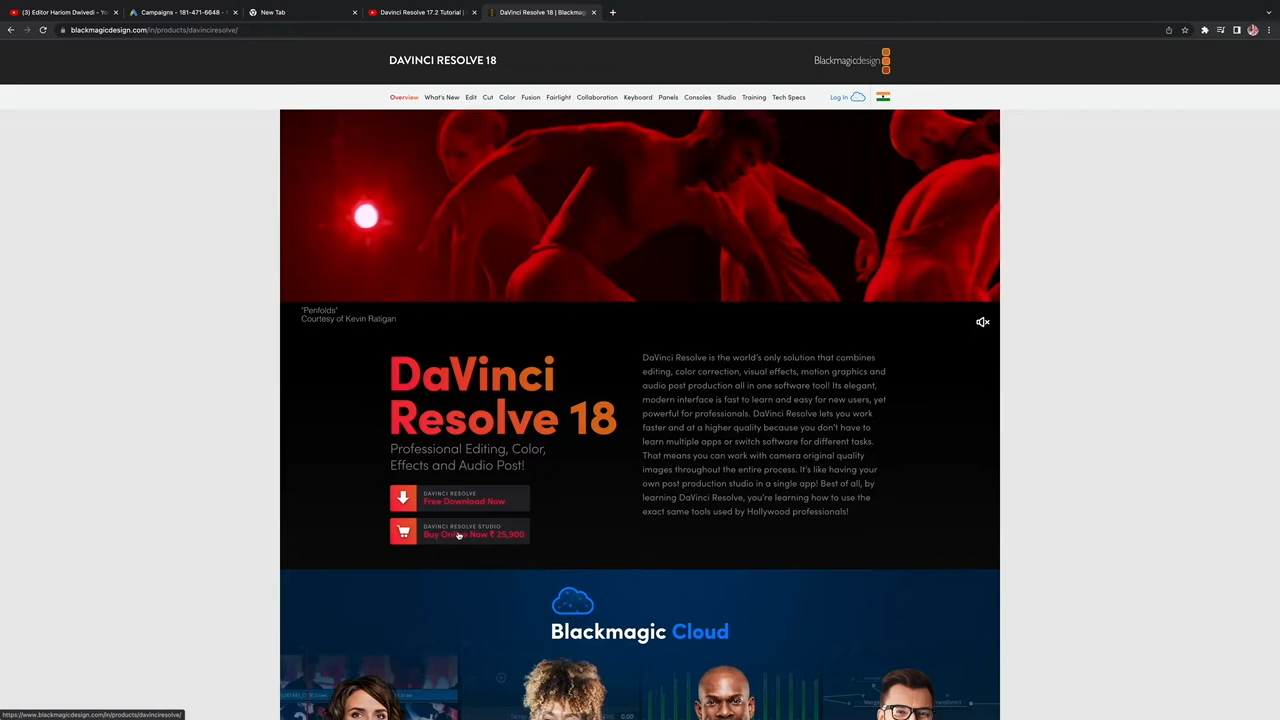 (3) Editor Hariom Dwivedi - Yo
Campaigns - 181-471-6648 -
New Tab
Davinci Resolve 17.2 Tutorial |
DaVinci Resolve 18 | Blackmag
blackmagicdesign.com/in/products/davinciresolve/
DAVINCI RESOLVE 18
Blackmagicdesign
Overview What's New Edit Cut Color Fusion Fairlight Collaboration Keyboard Panels Consoles Studio Training Tech Specs Log In
"Penfolds"
Courtesy of Kevin Ratigan
DaVinci
Resolve 18
Professional Editing, Color,
Effects and Audio Post!
DAVINCI RESOLVE
Free Download Now
DAVINCI RESOLVE STUDIO
Buy Online Now ₹ 25,900
DaVinci Resolve is the world's only solution that combines
editing, color correction, visual effects, motion graphics and
audio post production all in one software tool! Its elegant,
modern interface is fast to learn and easy for new users, yet
powerful for professionals. DaVinci Resolve lets you work
faster and at a higher quality because you don't have to
learn multiple apps or switch software for different tasks.
That means you can work with camera original quality
images throughout the entire process. It's like having your
own post production studio in a single app! Best of all, by
learning DaVinci Resolve, you're learning how to use the
exact same tools used by Hollywood professionals!
Blackmagic Cloud
0.00
https://www.blackmagicdesign.com/in/products/davinciresolve/